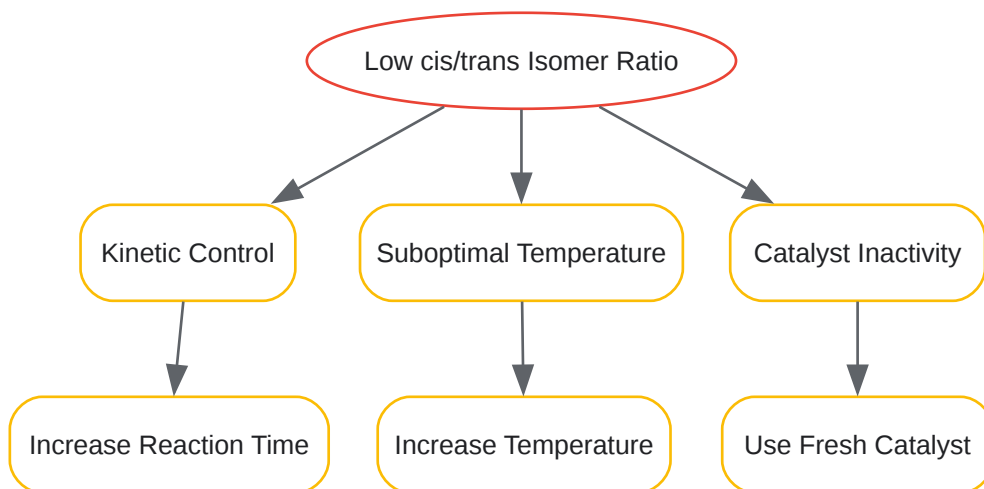 Low cis/trans Isomer Ratio
Kinetic Control
Suboptimal Temperature
Catalyst Inactivity
Increase Reaction Time
Increase Temperature
Use Fresh Catalyst